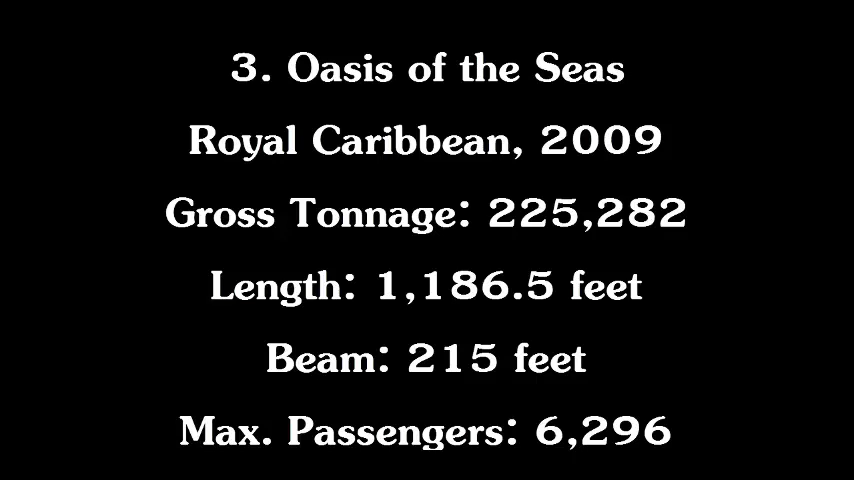 3. Oasis of the Seas
Royal Caribbean, 2009
Gross Tonnage: 225,282
Length: 1,186.5 feet
Beam: 215 feet
Max. Passengers: 6,296